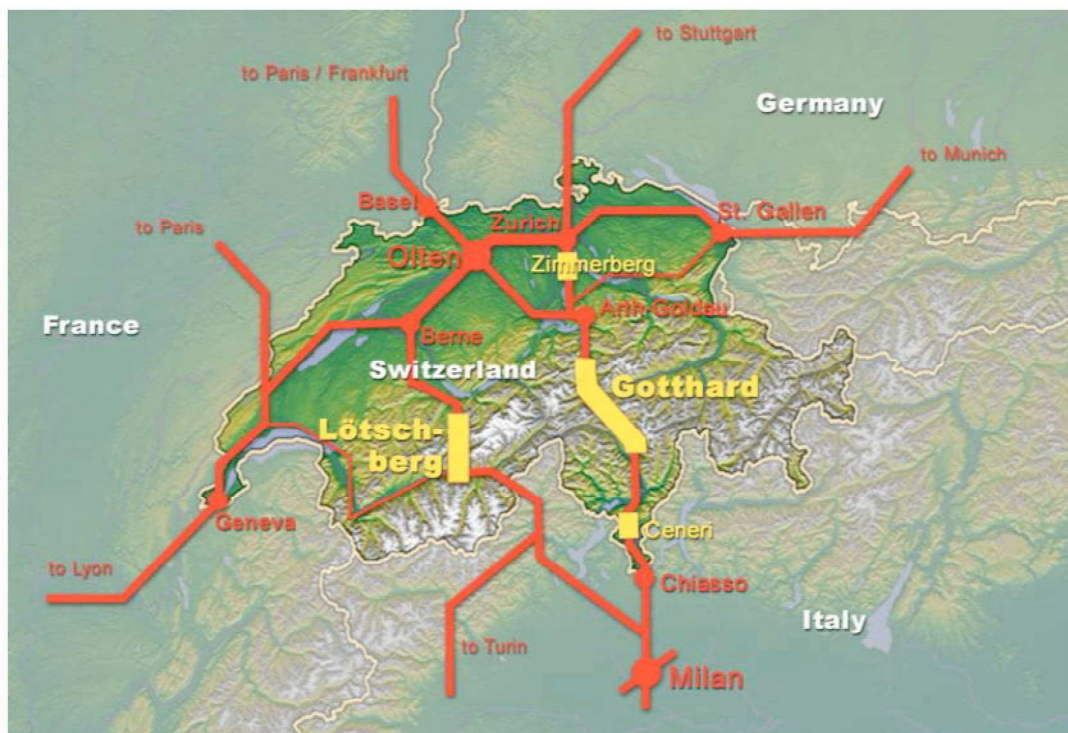 to Stuttgart
to Paris / Frankfurt
Germany
to Munich
Basel
Zurich
St. Gallen
to Paris
Olten
Zimmerberg
Arth-Goldau
France
Berne
Switzerland
Gotthard
Lötsch-
berg
Geneva
Ceneri
to Lyon
Chiasso
Italy
to Turin
Milan